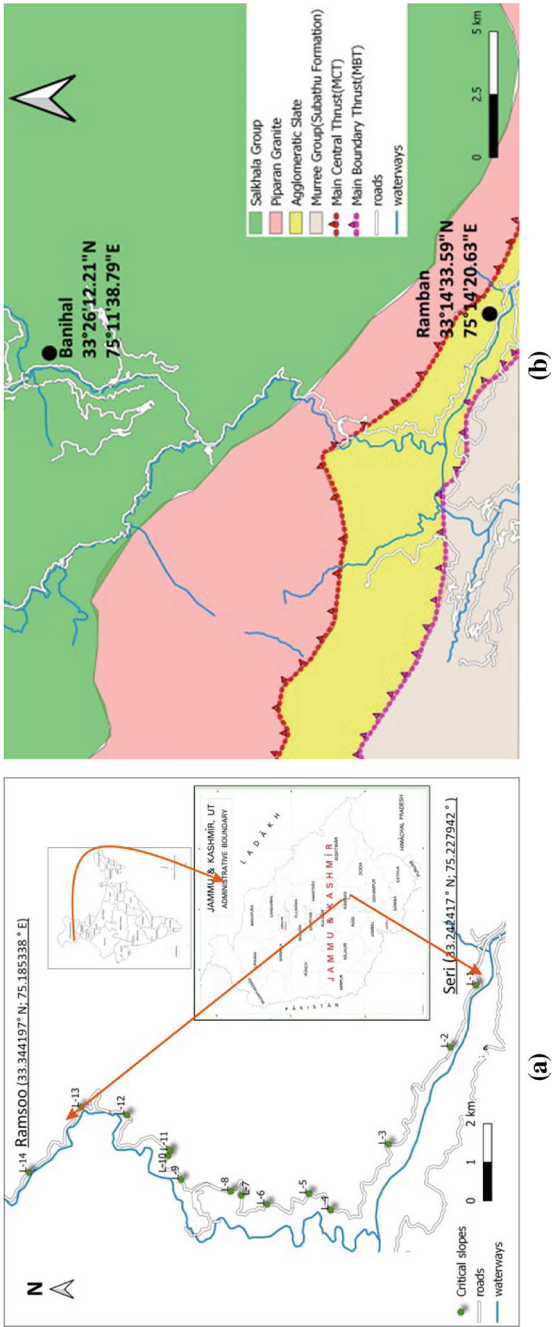 Ramsoo (33.344197° N; 75.185338 ° E)
N
L-14
L-13
L-12
L-11
L-10
L-9
L-8
L-7
L-6
L-5
L-4
L-3
L-2
L-1
JAMMU & KASHMIR, UT
ADMINISTRATIVE BOUNDARY
LADĀKH
JAMMU & KASHMIR
PĀKISTĀN
HIMĀCHAL PRADESH
Seri (33.242417 ° N; 75.227942 ° )
Critical slopes
roads
waterways
0 1 2 km
(a)
Banihal
33°26'12.21"N
75°11'38.79"E
Salkhala Group
Piparan Granite
Agglomeratic Slate
Murree Group(Subathu Formation)
Main Central Thrust(MCT)
Main Boundary Thrust(MBT)
roads
waterways
Ramban
33°14'33.59"N
75°14'20.63"E
0 2.5 5 km
(b)